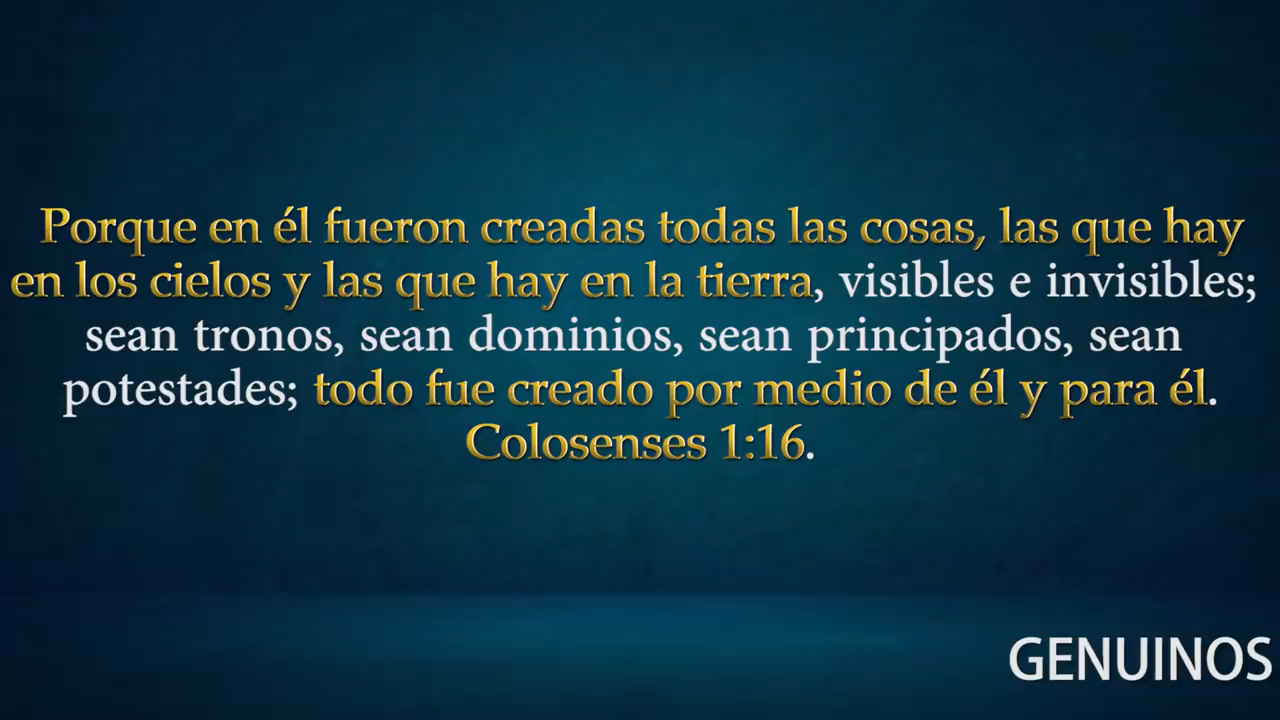 Porque en él fueron creadas todas las cosas, las que hay
en los cielos y las que hay en la tierra, visibles e invisibles;
sean tronos, sean dominios, sean principados, sean
potestades; todo fue creado por medio de él y para él.
Colosenses 1:16.
GENUINOS